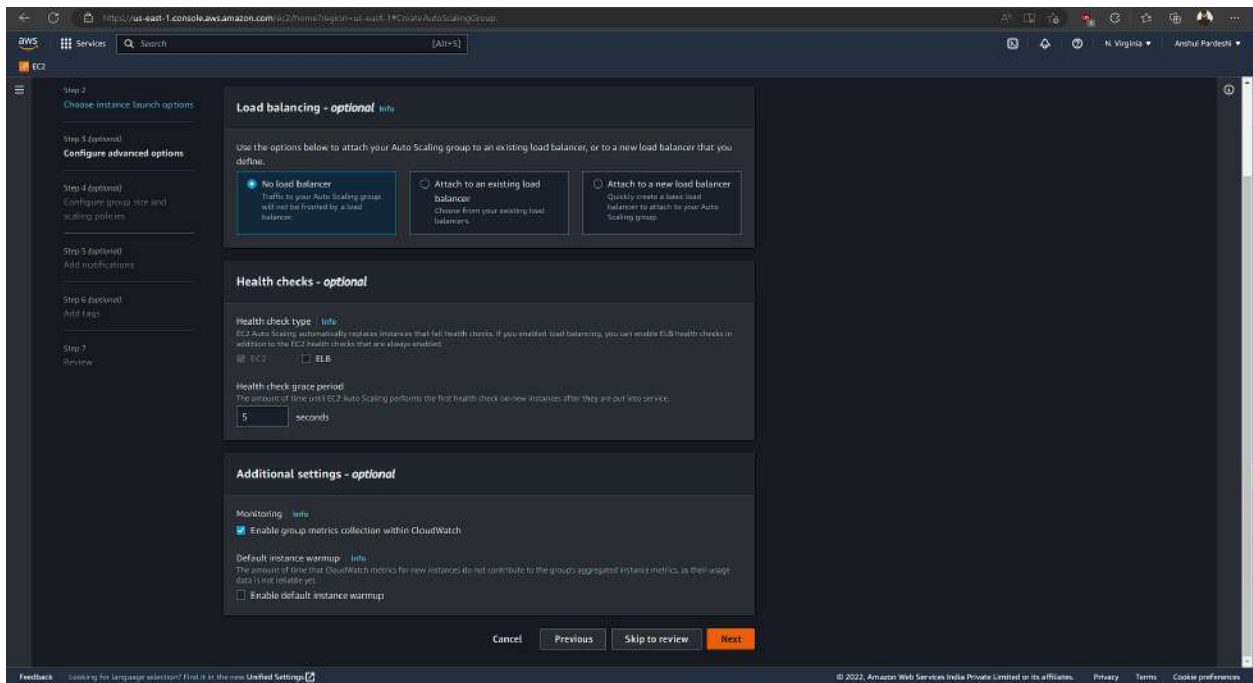 https://us-east-1.console.aws.amazon.com/ec2/home?region=us-east-1#CreateAutoScalingGroup:
aws
Services
Search
[Alt+S]
N. Virginia
Anshul Pardeshi
EC2
Step 2
Choose instance launch options
Step 3 (optional)
Configure advanced options
Step 4 (optional)
Configure group size and
scaling policies
Step 5 (optional)
Add notifications
Step 6 (optional)
Add tags
Step 7
Review
Load balancing - optional Info
Use the options below to attach your Auto Scaling group to an existing load balancer, or to a new load balancer that you
define.
No load balancer
Traffic to your Auto Scaling group
will not be fronted by a load
balancer.
Attach to an existing load
balancer
Choose from your existing load
balancers.
Attach to a new load balancer
Quickly create a basic load
balancer to attach to your Auto
Scaling group.
Health checks - optional
Health check type Info
EC2 Auto Scaling automatically replaces instances that fail health checks. If you enabled load balancing, you can enable ELB health checks in
addition to the EC2 health checks that are always enabled.
EC2
ELB
Health check grace period
The amount of time until EC2 Auto Scaling performs the first health check on new instances after they are put into service.
5 seconds
Additional settings - optional
Monitoring Info
Enable group metrics collection within CloudWatch
Default instance warmup Info
The amount of time that CloudWatch metrics for new instances do not contribute to the group's aggregated instance metrics, as their usage
data is not reliable yet.
Enable default instance warmup
Cancel
Previous
Skip to review
Next
Feedback
Looking for language selection? Find it in the new Unified Settings
© 2022, Amazon Web Services India Private Limited or its affiliates.
Privacy
Terms
Cookie preferences